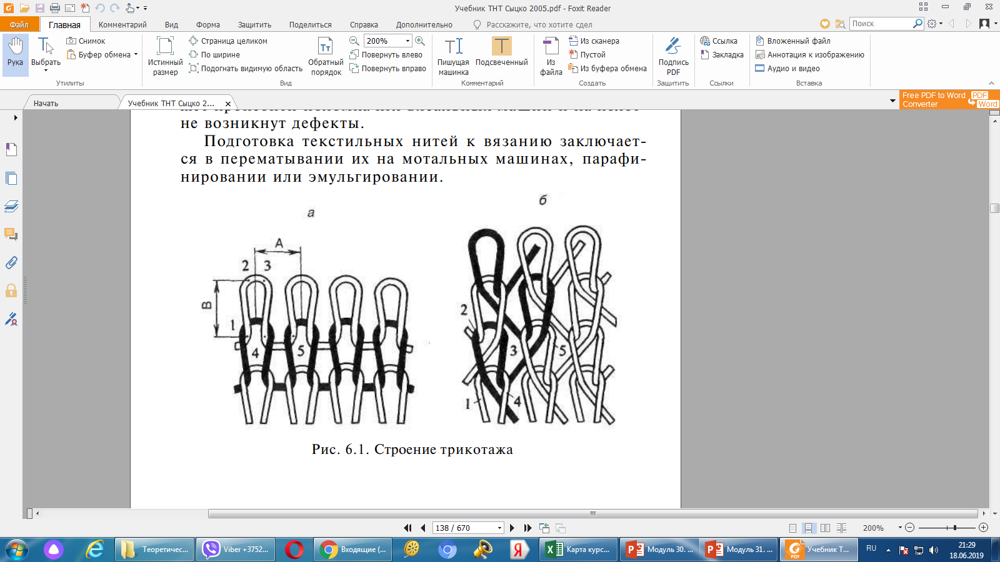 Учебник ТНТ Сыцко 2005.pdf - Foxit Reader
Файл Главная Комментарий Вид Форма Защитить Поделиться Справка Дополнительно Расскажите, что хотите сдел Поиск
Рука
Выбрать
Снимок
Буфер обмена
Утилиты
Истинный размер
Страница целиком
По ширине
Подогнать видимую область
Обратный порядок
200%
Повернуть влево
Повернуть вправо
Вид
Пишущая машинка
Подсвеченный
Комментарий
Из файла
Из сканера
Пустой
Из буфера обмена
Создать
Подпись PDF
Защитить
Ссылка
Закладка
Ссылки
Вложенный файл
Аннотация к изображению
Аудио и видео
Вставка
Начать
Учебник ТНТ Сыцко 2...
Free PDF to Word
Converter
PDF
Word
не возникнут дефекты.
Подготовка текстильных нитей к вязанию заключает-
ся в перематывании их на мотальных машинах, парафи-
нировании или эмульгировании.
а
б
A
2 3
B
1
4 5
2
3 5
1 4
Рис. 6.1. Строение трикотажа
138 / 670
200%
Теоретичес...
Viber +3752...
Входящие (...
Я
Карта курс...
Модуль 30. ...
Модуль 31. ...
PDF
Учебник Т...
RU
21:29
18.06.2019